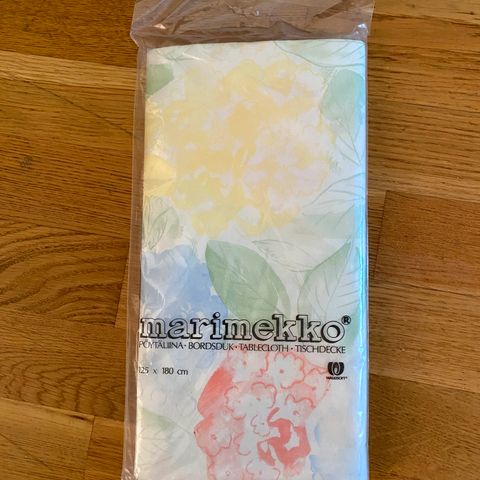 marimekko®
PÖYTÄLIINA · BORDSDUK · TABLECLOTH · TISCHDECKE
125 x 180 cm